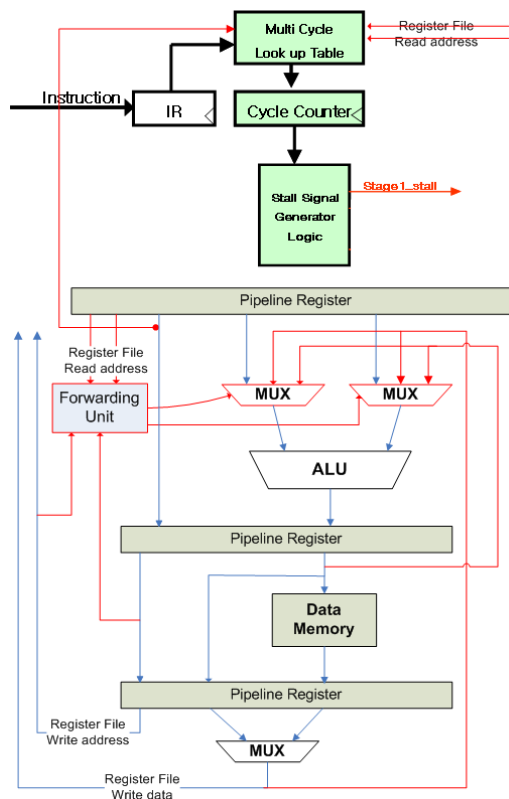 Multi Cycle
Look up Table
Register File
Read address
Instruction
IR
Cycle Counter
Stall Signal
Generator
Logic
Stage1_stall
Pipeline Register
Register File
Read address
Forwarding
Unit
MUX
MUX
ALU
Pipeline Register
Data
Memory
Pipeline Register
Register File
Write address
MUX
Register File
Write data